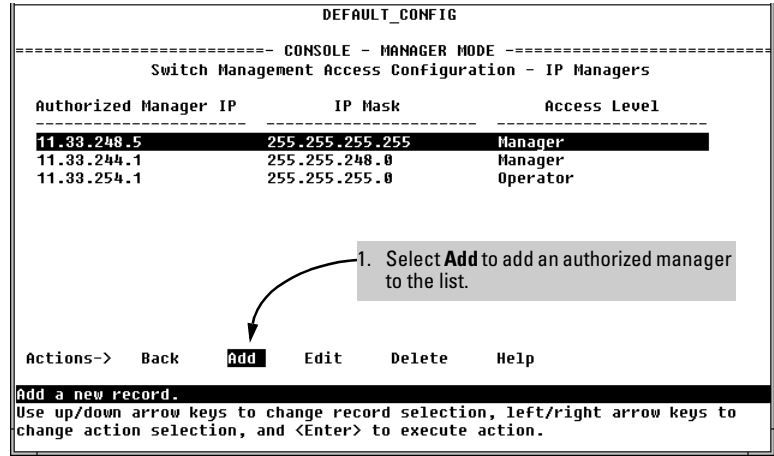 DEFAULT_CONFIG
==========================- CONSOLE - MANAGER MODE -==========================
Switch Management Access Configuration - IP Managers
Authorized Manager IP IP Mask Access Level
--------------------- --------------------- ---------------------
11.33.248.5 255.255.255.255 Manager
11.33.244.1 255.255.248.0 Manager
11.33.254.1 255.255.255.0 Operator
1. Select Add to add an authorized manager
to the list.
Actions-> Back Add Edit Delete Help
Add a new record.
Use up/down arrow keys to change record selection, left/right arrow keys to
change action selection, and <Enter> to execute action.